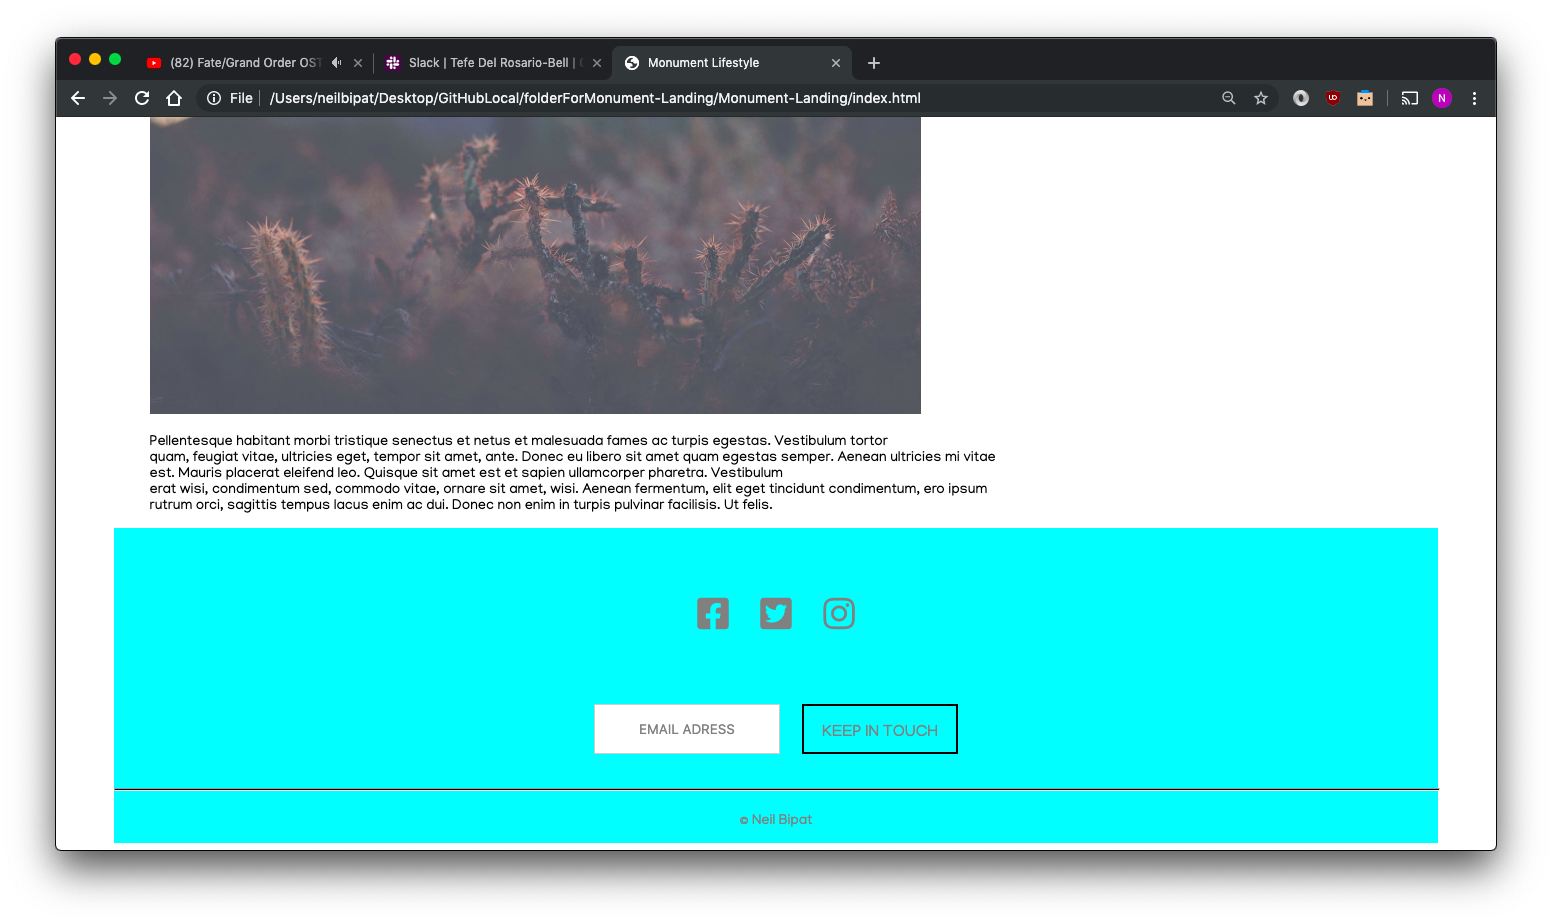 (82) Fate/Grand Order OST
Slack | Tefe Del Rosario-Bell |
Monument Lifestyle
File
/Users/neilbipat/Desktop/GitHubLocal/folderForMonument-Landing/Monument-Landing/index.html
N
Pellentesque habitant morbi tristique senectus et netus et malesuada fames ac turpis egestas. Vestibulum tortor
quam, feugiat vitae, ultricies eget, tempor sit amet, ante. Donec eu libero sit amet quam egestas semper. Aenean ultricies mi vitae
est. Mauris placerat eleifend leo. Quisque sit amet est et sapien ullamcorper pharetra. Vestibulum
erat wisi, condimentum sed, commodo vitae, ornare sit amet, wisi. Aenean fermentum, elit eget tincidunt condimentum, ero ipsum
rutrum orci, sagittis tempus lacus enim ac dui. Donec non enim in turpis pulvinar facilisis. Ut felis.
EMAIL ADRESS
KEEP IN TOUCH
© Neil Bipat